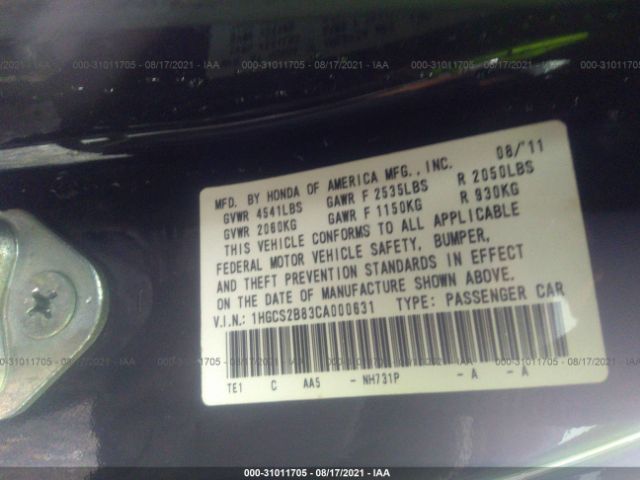 000-31011705 - 08/17/2021 - IAA
MFD. BY HONDA OF AMERICA MFG., INC. 08/'11
GVWR 4541LBS GAWR F 2535LBS R 2050LBS
GVWR 2060KG GAWR F 1150KG R 930KG
THIS VEHICLE CONFORMS TO ALL APPLICABLE
FEDERAL MOTOR VEHICLE SAFETY, BUMPER,
AND THEFT PREVENTION STANDARDS IN EFFECT
ON THE DATE OF MANUFACTURE SHOWN ABOVE.
V.I.N.: 1HGCS2B83CA000631 TYPE: PASSENGER CAR
TE1 C AA5 - NH731P - A - A
000-31011705 - 08/17/2021 - IAA